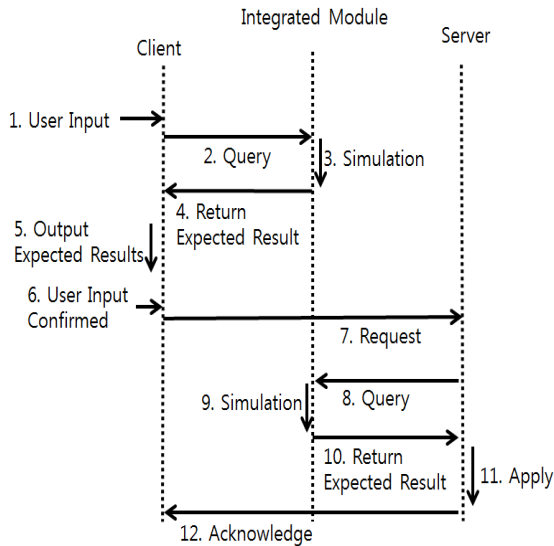 Integrated Module
Client
Server
1. User Input
2. Query
3. Simulation
4. Return
Expected Result
5. Output
Expected Results
6. User Input
Confirmed
7. Request
8. Query
9. Simulation
10. Return
Expected Result
11. Apply
12. Acknowledge